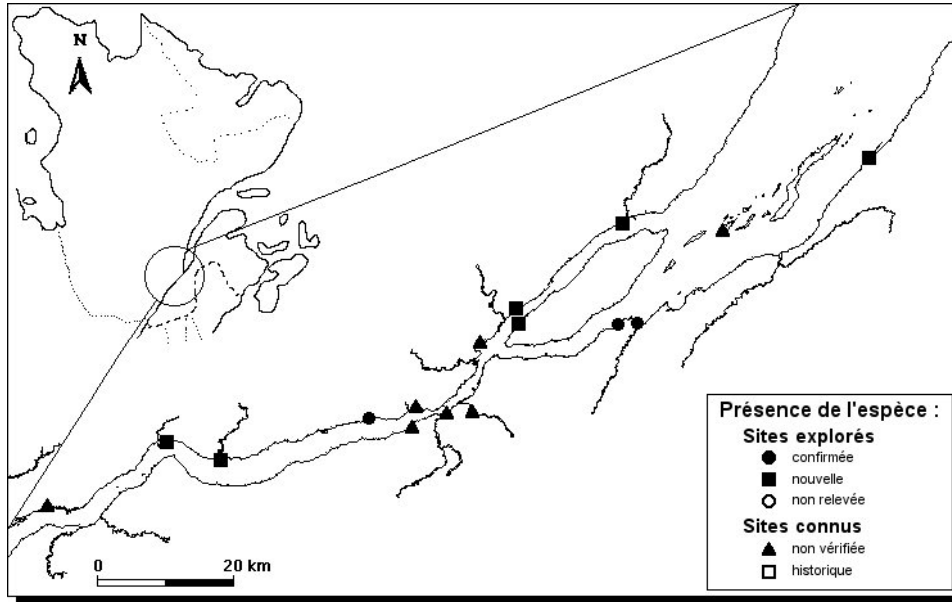 N
Présence de l'espèce :
Sites explorés
confirmée
nouvelle
non relevée
Sites connus
non vérifiée
historique
0 20 km